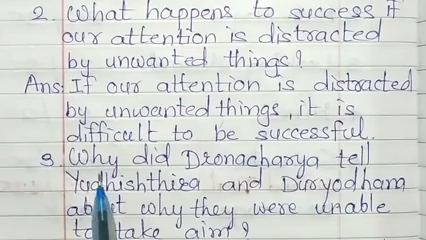 2. What happens to success if
our attention is distracted
by unwanted things?
Ans: If our attention is distracted
by unwanted things, it is
difficult to be successful.
3. Why did Dronacharya tell
Yudhishthira and Duryodhana
about why they were unable
to take aim?